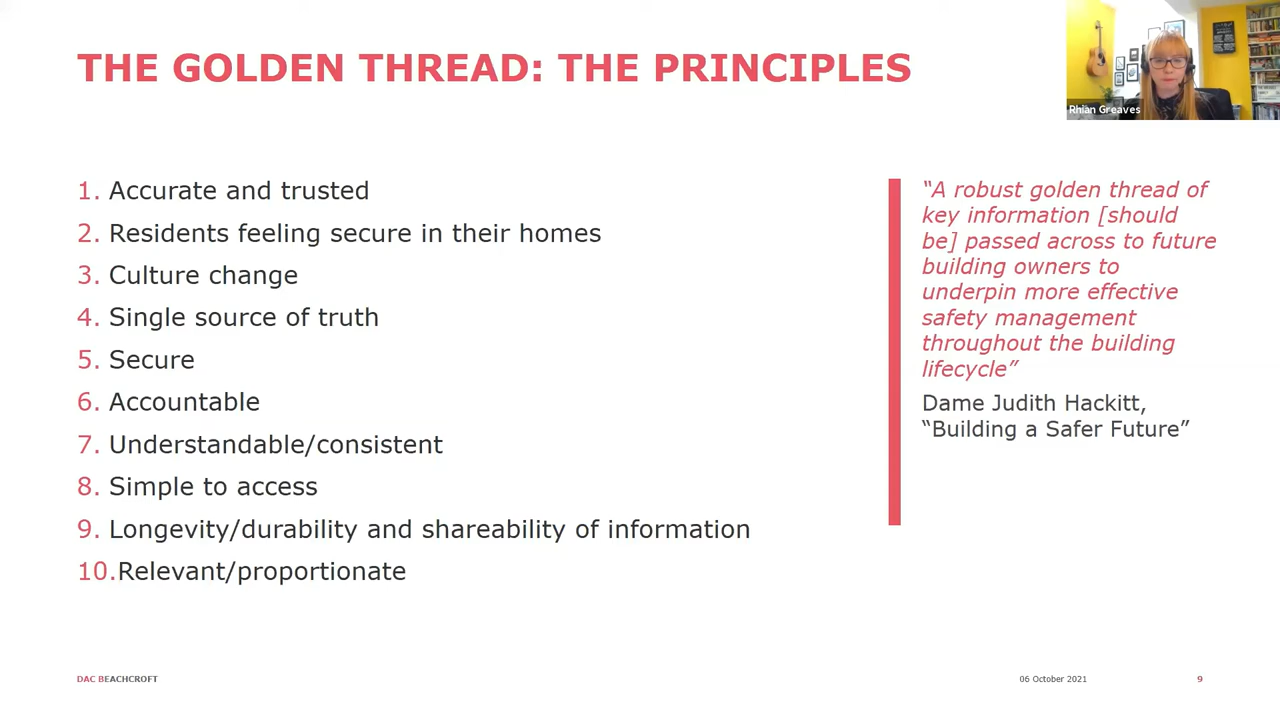 THE GOLDEN THREAD: THE PRINCIPLES
Rhian Greaves
1. Accurate and trusted
2. Residents feeling secure in their homes
3. Culture change
4. Single source of truth
5. Secure
6. Accountable
7. Understandable/consistent
8. Simple to access
9. Longevity/durability and shareability of information
10.Relevant/proportionate
“A robust golden thread of
key information [should
be] passed across to future
building owners to
underpin more effective
safety management
throughout the building
lifecycle”
Dame Judith Hackitt,
“Building a Safer Future”
DAC BEACHCROFT
06 October 2021
9